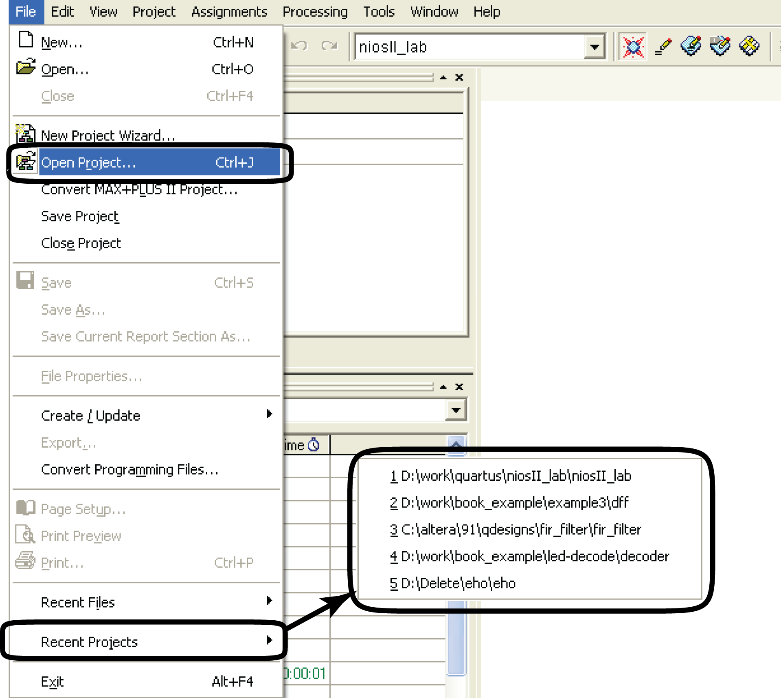 File Edit View Project Assignments Processing Tools Window Help
New... Ctrl+N
niosII_lab
Open... Ctrl+O
Close Ctrl+F4
New Project Wizard...
Open Project... Ctrl+J
Convert MAX+PLUS II Project...
Save Project
Close Project
Save Ctrl+S
Save As...
Save Current Report Section As...
File Properties...
Create / Update
Export...
ime
Convert Programming Files...
1 D:\work\quartus\niosII_lab\niosII_lab
2 D:\work\book_example\example3\dff
3 C:\altera\91\qdesigns\fir_filter\fir_filter
4 D:\work\book_example\led-decode\decoder
5 D:\Delete\eho\eho
Page Setup...
Print Preview
Print... Ctrl+P
Recent Files
Recent Projects
Exit Alt+F4
0:00:01